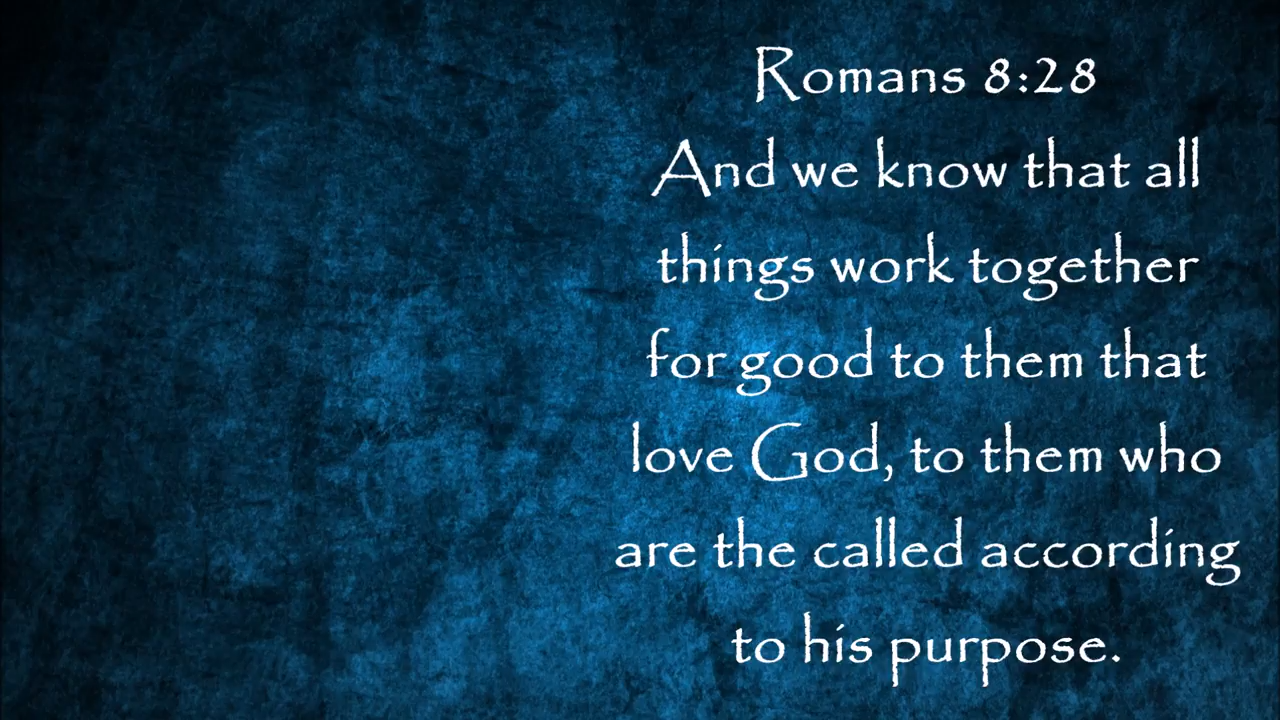 Romans 8:28
And we know that all
things work together
for good to them that
love God, to them who
are the called according
to his purpose.